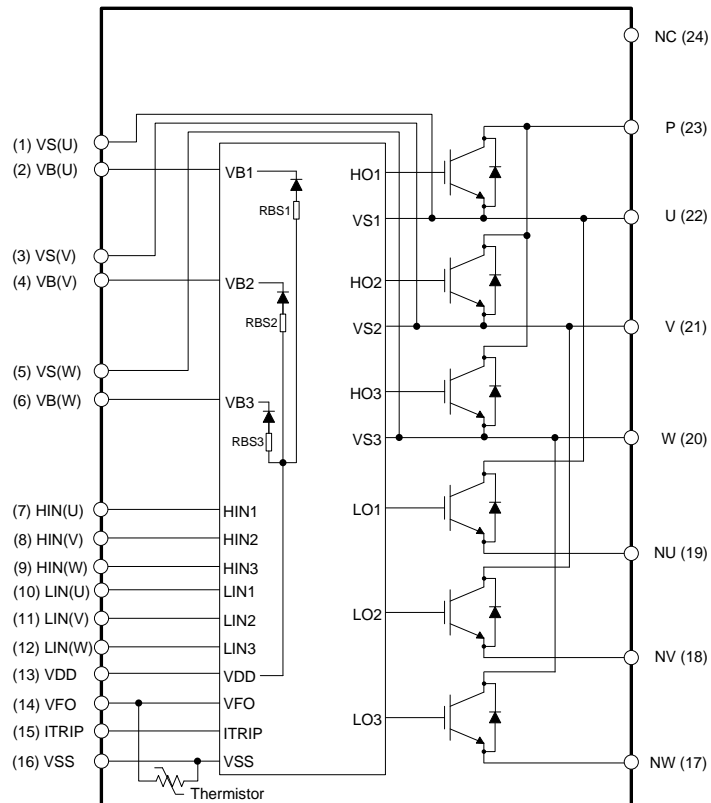 NC (24)
P (23)
(1) VS(U)
(2) VB(U)
VB1
HO1
RBS1
VS1
U (22)
(3) VS(V)
(4) VB(V)
VB2
HO2
RBS2
VS2
V (21)
(5) VS(W)
(6) VB(W)
VB3
HO3
RBS3
VS3
W (20)
(7) HIN(U)
HIN1
LO1
(8) HIN(V)
HIN2
(9) HIN(W)
HIN3
NU (19)
(10) LIN(U)
LIN1
(11) LIN(V)
LIN2
LO2
(12) LIN(W)
LIN3
NV (18)
(13) VDD
VDD
(14) VFO
VFO
LO3
(15) ITRIP
ITRIP
(16) VSS
VSS
NW (17)
Thermistor